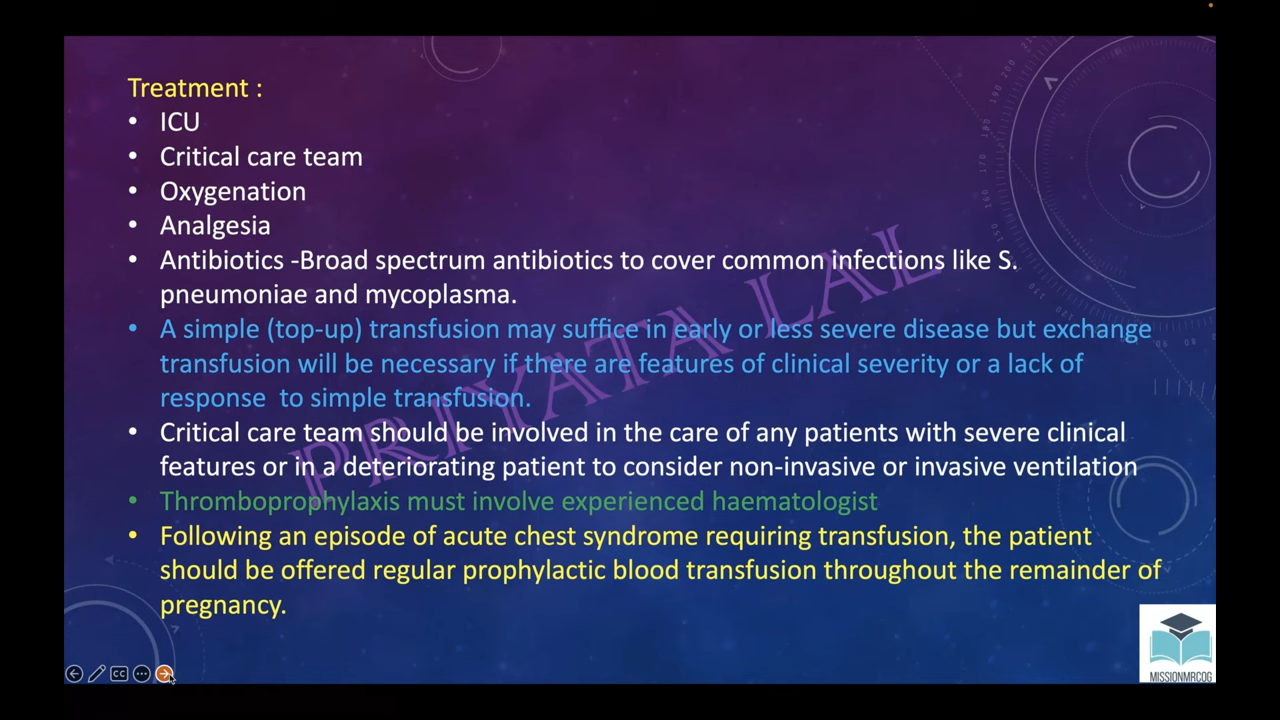 Treatment :
• ICU
• Critical care team
• Oxygenation
• Analgesia
• Antibiotics -Broad spectrum antibiotics to cover common infections like S.
pneumoniae and mycoplasma.
• A simple (top-up) transfusion may suffice in early or less severe disease but exchange
transfusion will be necessary if there are features of clinical severity or a lack of
response to simple transfusion.
• Critical care team should be involved in the care of any patients with severe clinical
features or in a deteriorating patient to consider non-invasive or invasive ventilation
• Thromboprophylaxis must involve experienced haematologist
• Following an episode of acute chest syndrome requiring transfusion, the patient
should be offered regular prophylactic blood transfusion throughout the remainder of
pregnancy.
PRIYATA LAL
MISSIONMRCOG
CC